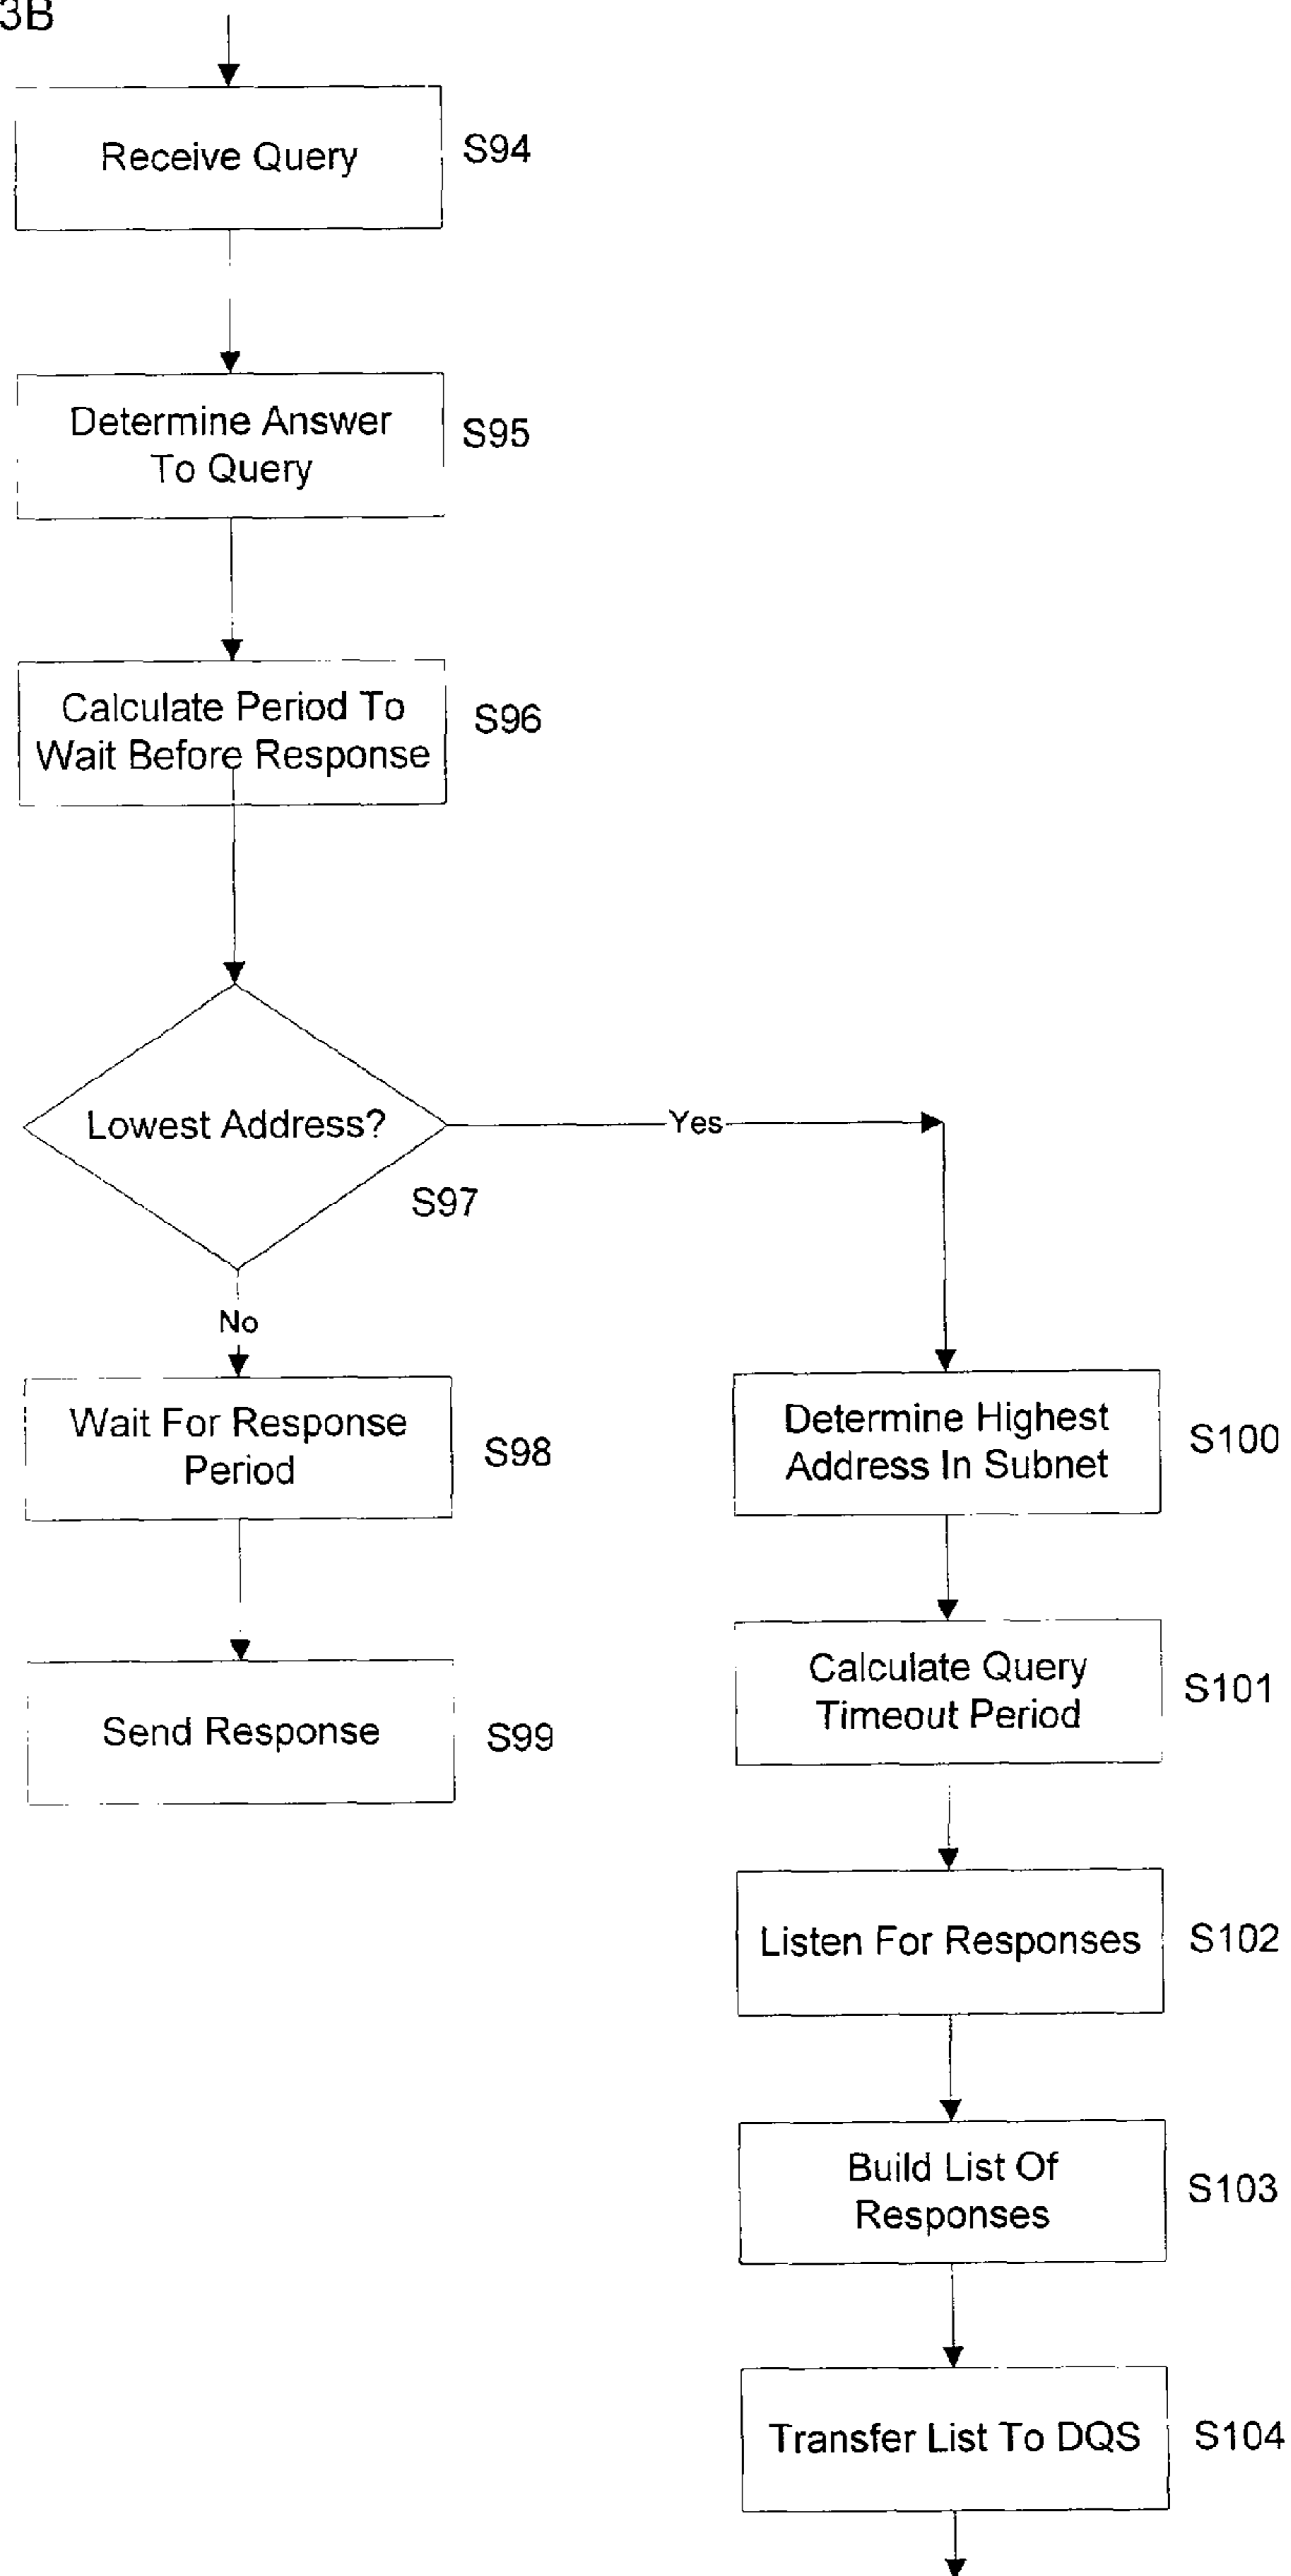 3B
Receive Query
S94
Determine Answer
To Query
S95
Calculate Period To
Wait Before Response
S96
Lowest Address?
Yes
S97
No
Wait For Response
Period
S98
Determine Highest
Address In Subnet
S100
Calculate Query
Timeout Period
S101
Send Response
S99
Listen For Responses
S102
Build List Of
Responses
S103
Transfer List To DQS
S104